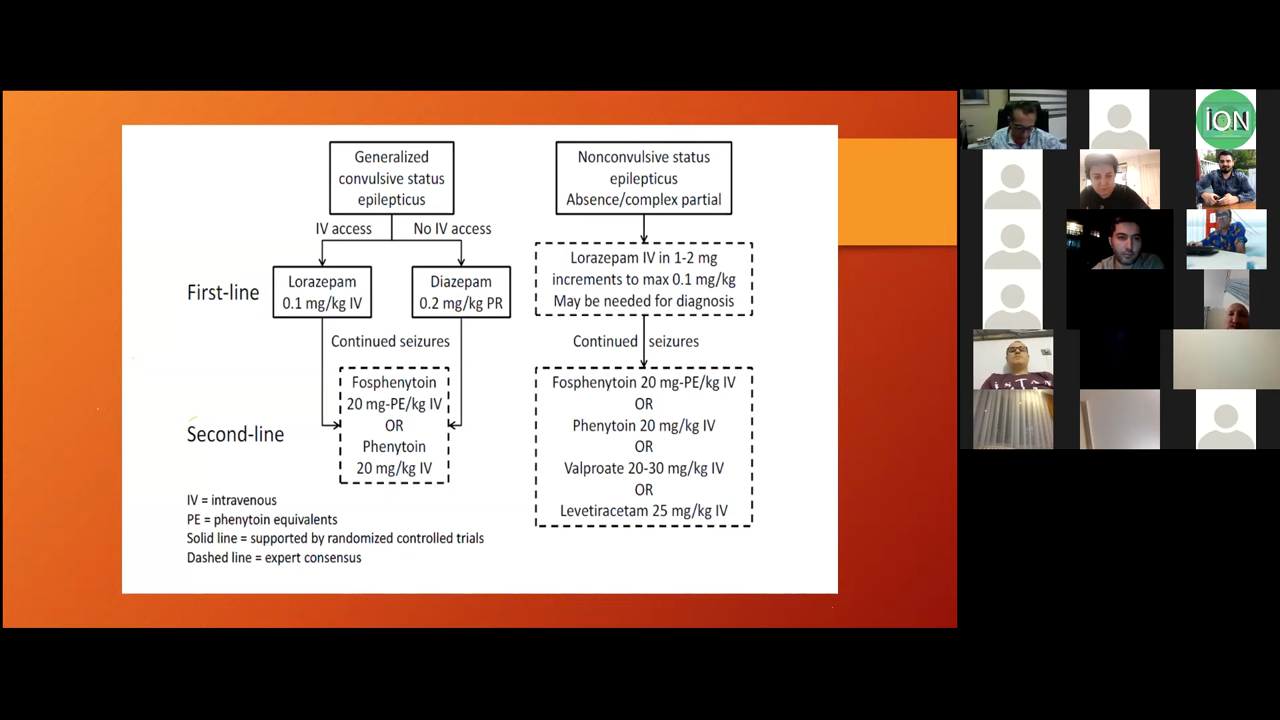 Generalized
convulsive status
epilepticus
IV access
No IV access
First-line
Lorazepam
0.1 mg/kg IV
Diazepam
0.2 mg/kg PR
Continued seizures
Second-line
Fosphenytoin
20 mg-PE/kg IV
OR
Phenytoin
20 mg/kg IV
Nonconvulsive status
epilepticus
Absence/complex partial
Lorazepam IV in 1-2 mg
increments to max 0.1 mg/kg
May be needed for diagnosis
Continued seizures
Fosphenytoin 20 mg-PE/kg IV
OR
Phenytoin 20 mg/kg IV
OR
Valproate 20-30 mg/kg IV
OR
Levetiracetam 25 mg/kg IV
IV = intravenous
PE = phenytoin equivalents
Solid line = supported by randomized controlled trials
Dashed line = expert consensus
İON